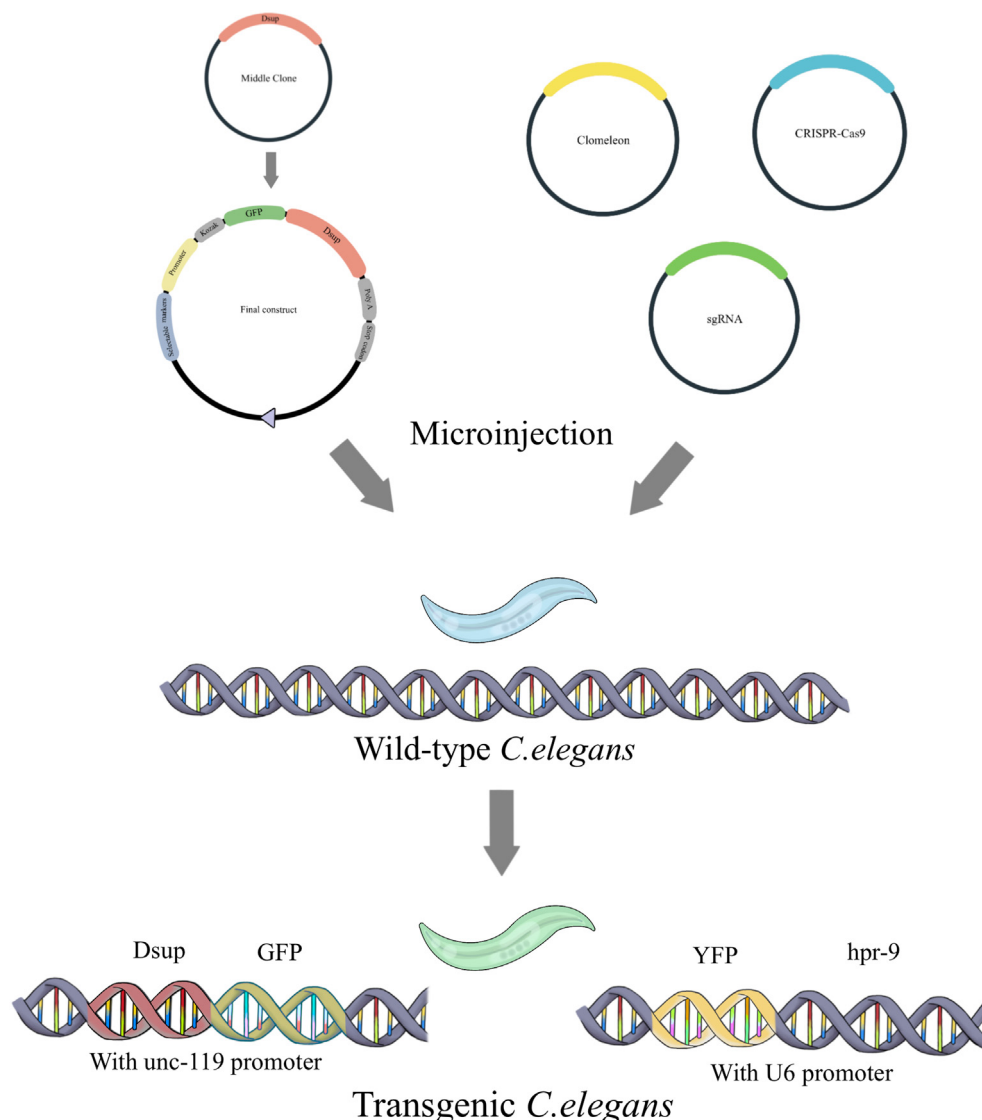 Dsup
Middle Clone
Clomeleon
CRISPR-Cas9
GFP
Kozak
Dsup
Promoter
Poly A
Final construct
Selectable markers
Stop codon
sgRNA
Microinjection
Wild-type C.elegans
Dsup
GFP
YFP
hpr-9
With unc-119 promoter
With U6 promoter
Transgenic C.elegans